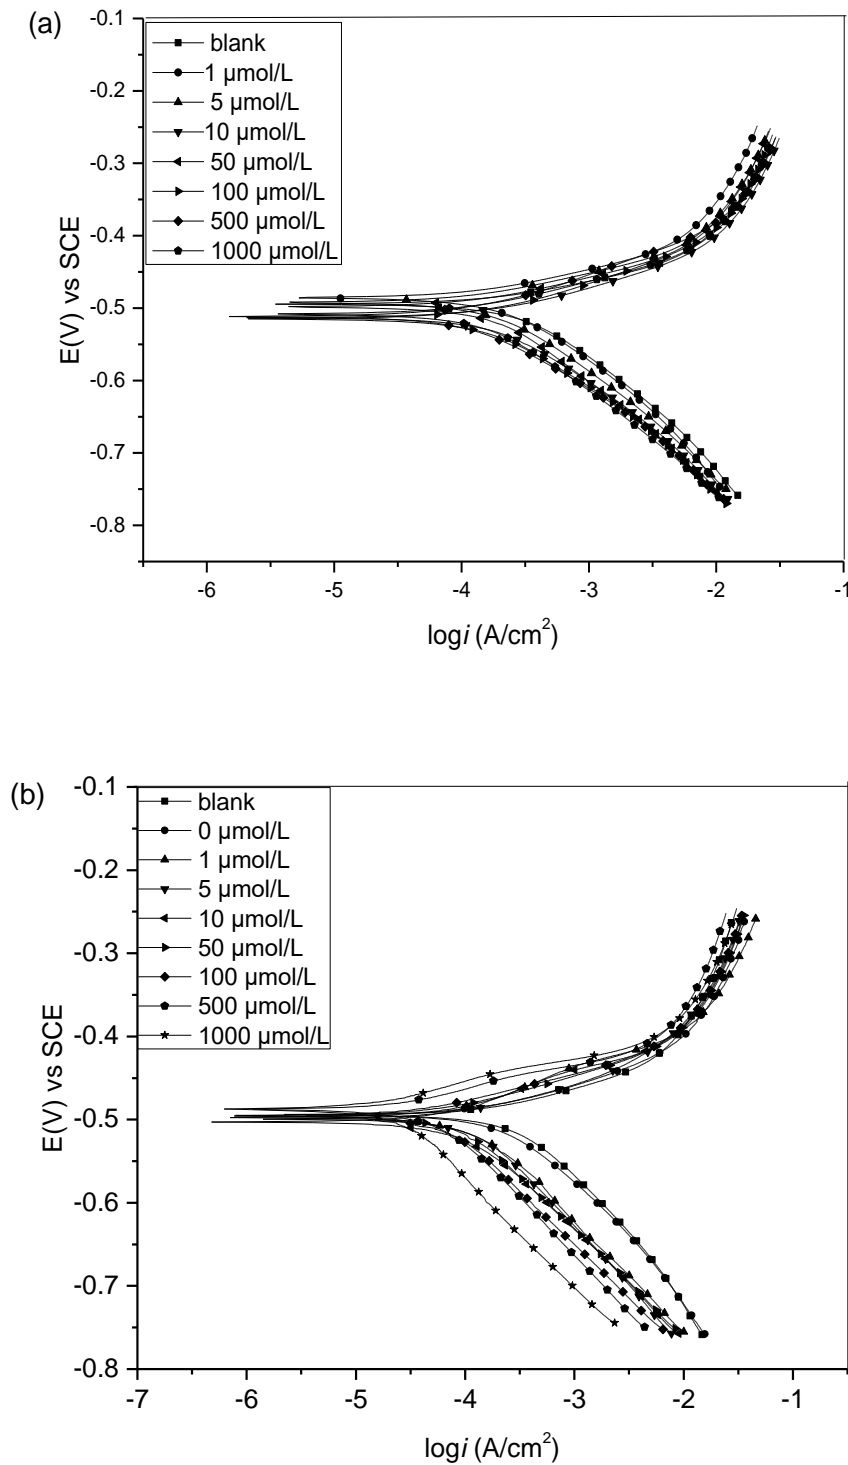 (a)
-0.1
-0.2
-0.3
-0.4
-0.5
-0.6
-0.7
-0.8
E(V) vs SCE
blank
1 µmol/L
5 µmol/L
10 µmol/L
50 µmol/L
100 µmol/L
500 µmol/L
1000 µmol/L
-6 -5 -4 -3 -2 -1
logi (A/cm²)
(b)
-0.1
-0.2
-0.3
-0.4
-0.5
-0.6
-0.7
-0.8
E(V) vs SCE
blank
0 µmol/L
1 µmol/L
5 µmol/L
10 µmol/L
50 µmol/L
100 µmol/L
500 µmol/L
1000 µmol/L
-7 -6 -5 -4 -3 -2 -1
logi (A/cm²)